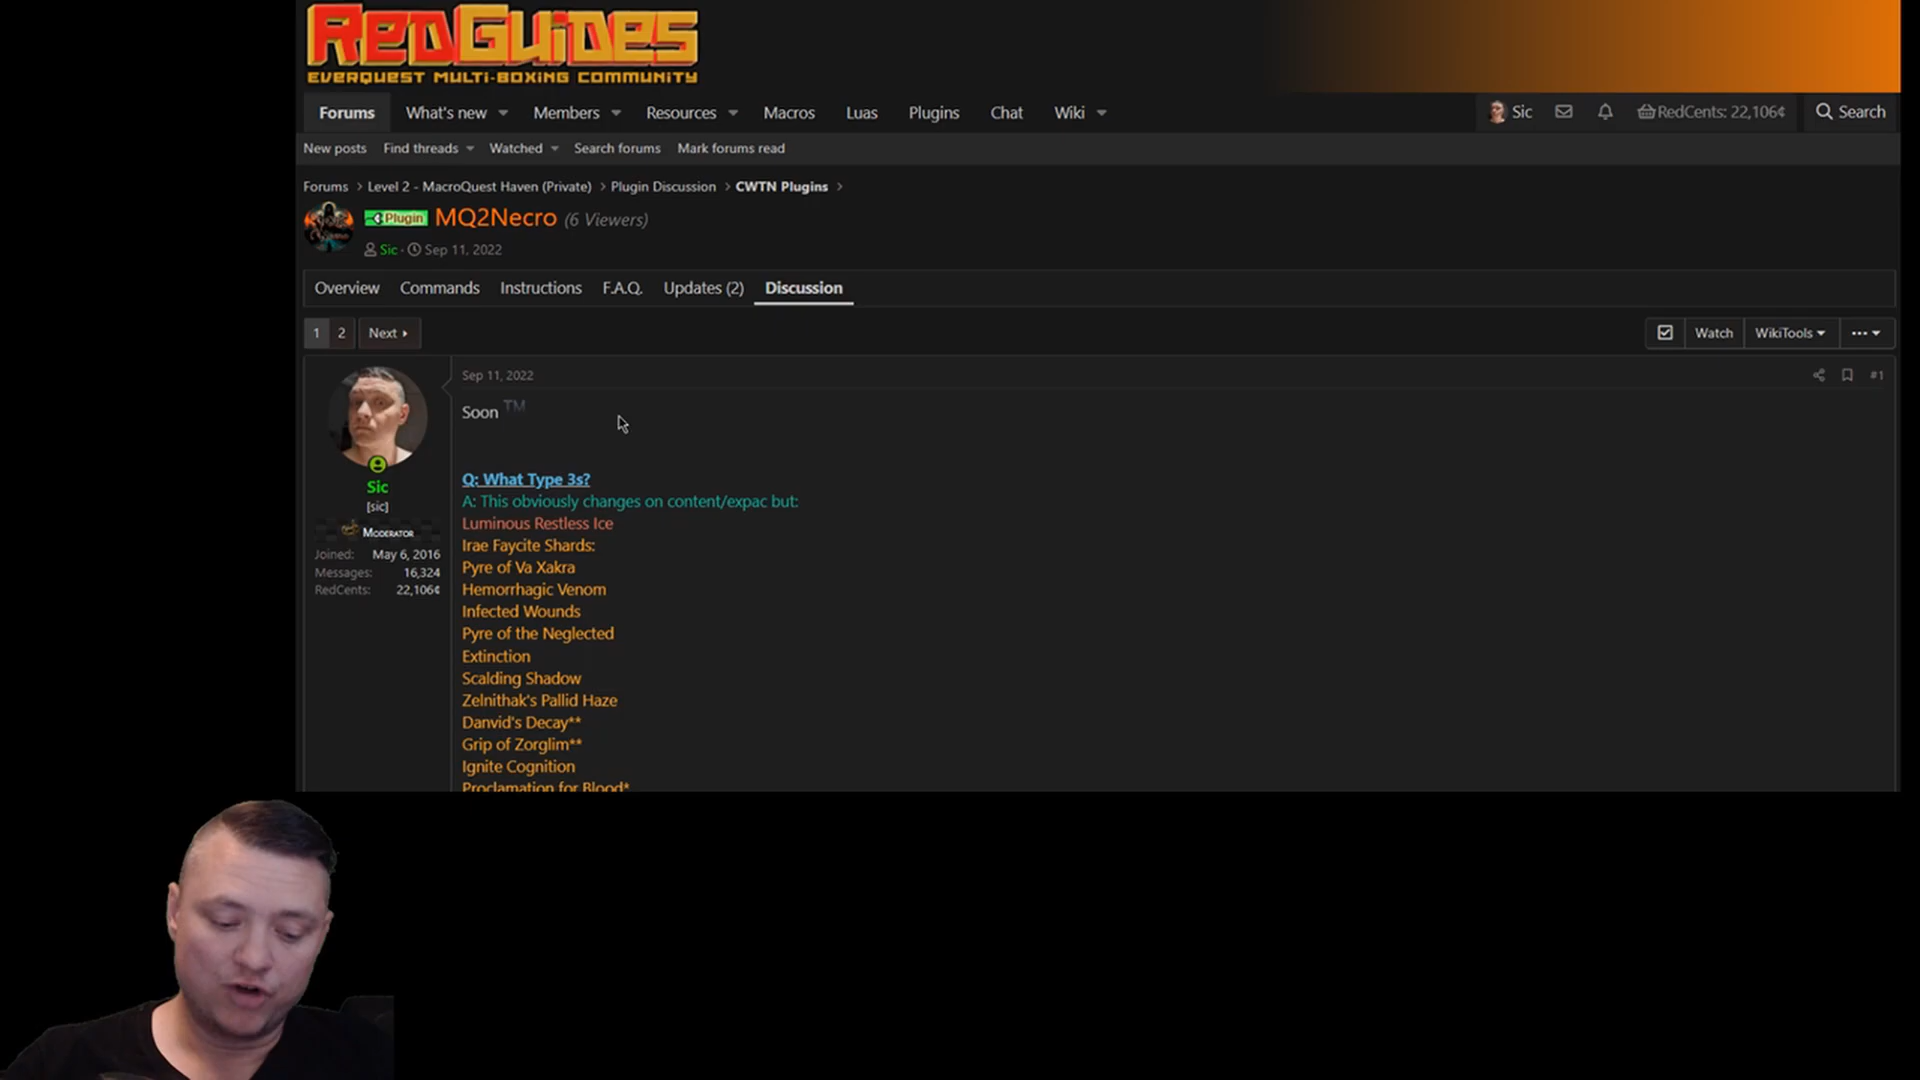 REDGUIDES
EVERQUEST MULTI-BOXING COMMUNITY
Forums What's new Members Resources Macros Luas Plugins Chat Wiki Sic RedCents: 22,106¢ Search
New posts Find threads Watched Search forums Mark forums read
Forums > Level 2 - MacroQuest Haven (Private) > Plugin Discussion > CWTN Plugins >
Plugin MQ2Necro (6 Viewers)
Sic · Sep 11, 2022
Overview Commands Instructions F.A.Q. Updates (2) Discussion
1 2 Next Watch WikiTools •••
Sep 11, 2022 #1
Soon TM
Q: What Type 3s?
A: This obviously changes on content/expac but:
Luminous Restless Ice
Irae Faycite Shards:
Pyre of Va Xakra
Hemorrhagic Venom
Infected Wounds
Pyre of the Neglected
Extinction
Scalding Shadow
Zelnithak's Pallid Haze
Danvid's Decay**
Grip of Zorglim**
Ignite Cognition
Proclamation for Blood*
Sic
[sic]
Moderator
Joined: May 6, 2016
Messages: 16,324
RedCents: 22,106¢